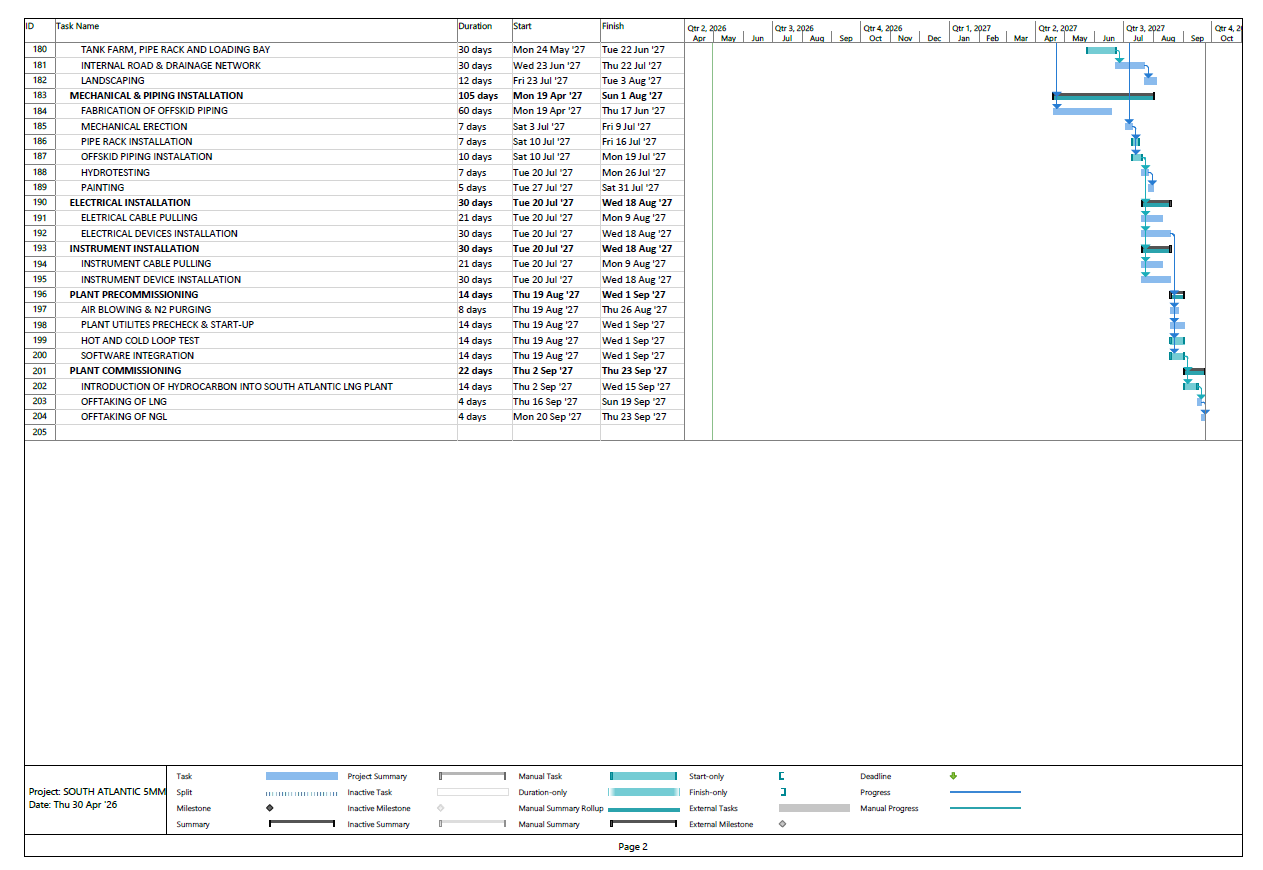 ID Task Name Duration Start Finish Qtr 2, 2026 Qtr 3, 2026 Qtr 4, 2026 Qtr 1, 2027 Qtr 2, 2027 Qtr 3, 2027 Qtr 4, 2
Apr May Jun Jul Aug Sep Oct Nov Dec Jan Feb Mar Apr May Jun Jul Aug Sep Oct
180 TANK FARM, PIPE RACK AND LOADING BAY 30 days Mon 24 May '27 Tue 22 Jun '27
181 INTERNAL ROAD & DRAINAGE NETWORK 30 days Wed 23 Jun '27 Thu 22 Jul '27
182 LANDSCAPING 12 days Fri 23 Jul '27 Tue 3 Aug '27
183 MECHANICAL & PIPING INSTALLATION 105 days Mon 19 Apr '27 Sun 1 Aug '27
184 FABRICATION OF OFFSKID PIPING 60 days Mon 19 Apr '27 Thu 17 Jun '27
185 MECHANICAL ERECTION 7 days Sat 3 Jul '27 Fri 9 Jul '27
186 PIPE RACK INSTALLATION 7 days Sat 10 Jul '27 Fri 16 Jul '27
187 OFFSKID PIPING INSTALATION 10 days Sat 10 Jul '27 Mon 19 Jul '27
188 HYDROTESTING 7 days Tue 20 Jul '27 Mon 26 Jul '27
189 PAINTING 5 days Tue 27 Jul '27 Sat 31 Jul '27
190 ELECTRICAL INSTALLATION 30 days Tue 20 Jul '27 Wed 18 Aug '27
191 ELETRICAL CABLE PULLING 21 days Tue 20 Jul '27 Mon 9 Aug '27
192 ELECTRICAL DEVICES INSTALLATION 30 days Tue 20 Jul '27 Wed 18 Aug '27
193 INSTRUMENT INSTALLATION 30 days Tue 20 Jul '27 Wed 18 Aug '27
194 INSTRUMENT CABLE PULLING 21 days Tue 20 Jul '27 Mon 9 Aug '27
195 INSTRUMENT DEVICE INSTALLATION 30 days Tue 20 Jul '27 Wed 18 Aug '27
196 PLANT PRECOMMISSIONING 14 days Thu 19 Aug '27 Wed 1 Sep '27
197 AIR BLOWING & N2 PURGING 8 days Thu 19 Aug '27 Thu 26 Aug '27
198 PLANT UTILITES PRECHECK & START-UP 14 days Thu 19 Aug '27 Wed 1 Sep '27
199 HOT AND COLD LOOP TEST 14 days Thu 19 Aug '27 Wed 1 Sep '27
200 SOFTWARE INTEGRATION 14 days Thu 19 Aug '27 Wed 1 Sep '27
201 PLANT COMMISSIONING 22 days Thu 2 Sep '27 Thu 23 Sep '27
202 INTRODUCTION OF HYDROCARBON INTO SOUTH ATLANTIC LNG PLANT 14 days Thu 2 Sep '27 Wed 15 Sep '27
203 OFFTAKING OF LNG 4 days Thu 16 Sep '27 Sun 19 Sep '27
204 OFFTAKING OF NGL 4 days Mon 20 Sep '27 Thu 23 Sep '27
205
Project: SOUTH ATLANTIC 5MM
Date: Thu 30 Apr '26
Task Project Summary Manual Task Start-only Deadline
Split Inactive Task Duration-only Finish-only Progress
Milestone Inactive Milestone Manual Summary Rollup External Tasks Manual Progress
Summary Inactive Summary Manual Summary External Milestone
Page 2